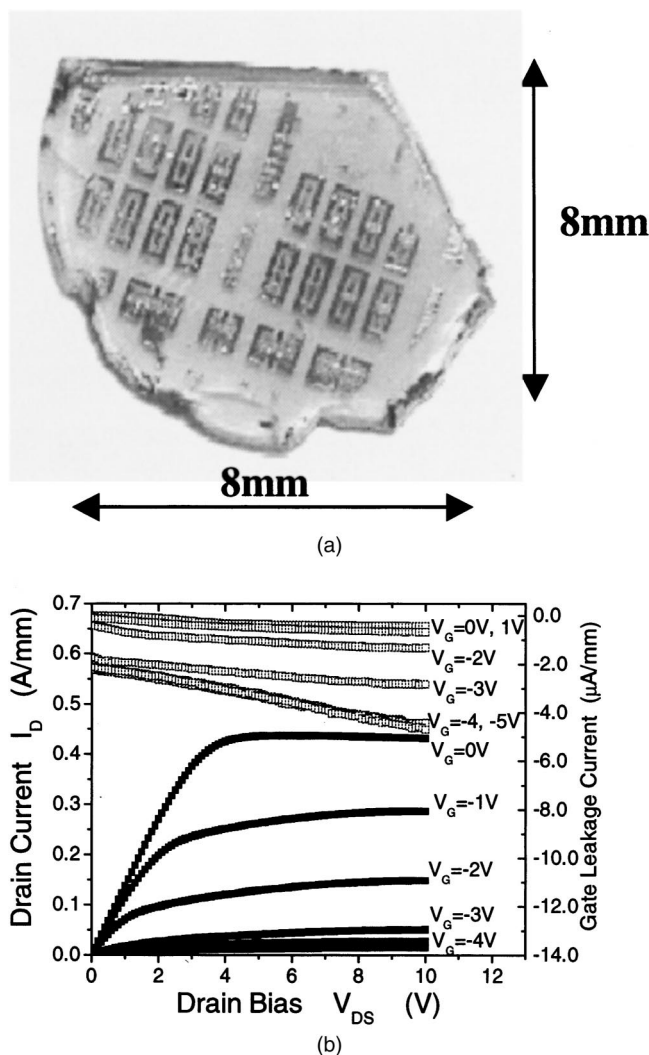 8mm
8mm
(a)
Drain Current I_D (A/mm)
0.7
0.6
0.5
0.4
0.3
0.2
0.1
0.0
V_G=0V, 1V
V_G=-2V
V_G=-3V
V_G=-4, -5V
V_G=0V
V_G=-1V
V_G=-2V
V_G=-3V
V_G=-4V
0.0
-2.0
-4.0
-6.0
-8.0
-10.0
-12.0
-14.0
Gate Leakage Current (μA/mm)
0 2 4 6 8 10 12
Drain Bias V_DS (V)
(b)